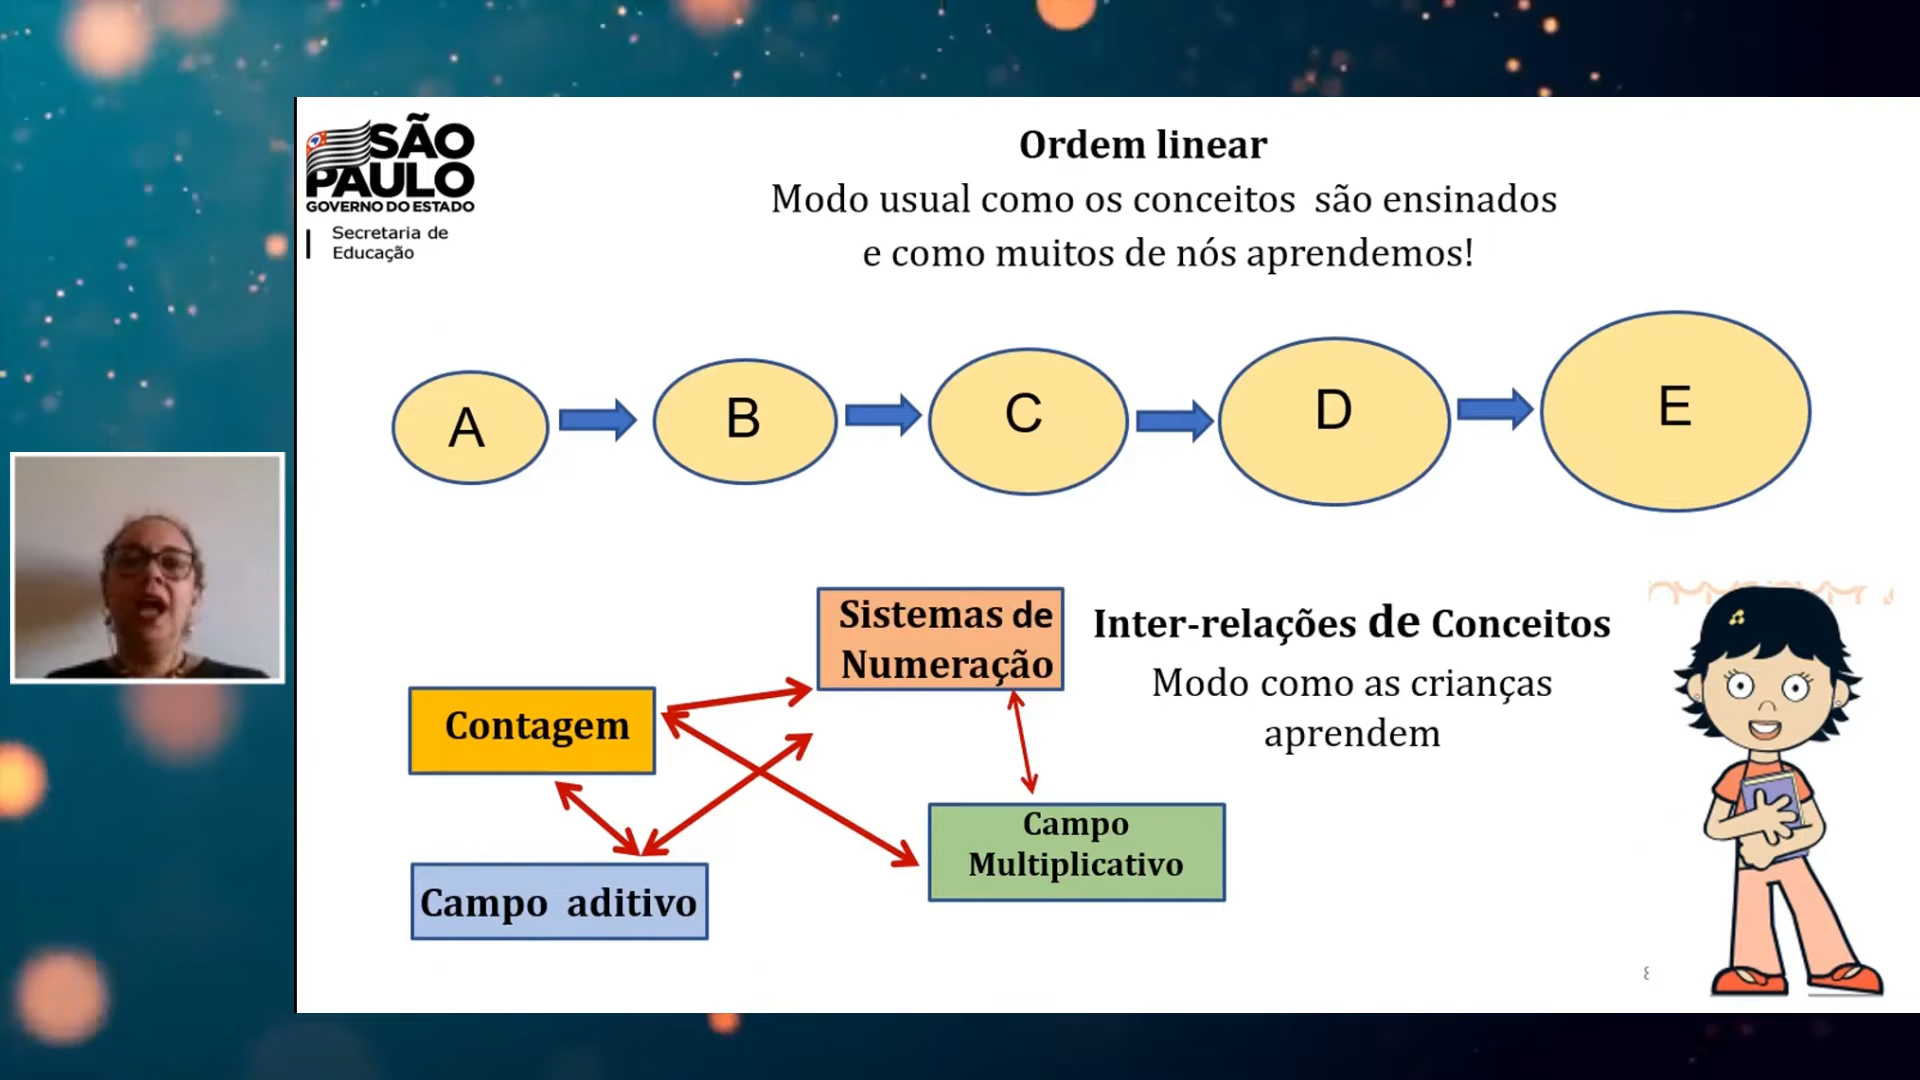 SÃO
PAULO
GOVERNO DO ESTADO
Secretaria de
Educação
Ordem linear
Modo usual como os conceitos são ensinados
e como muitos de nós aprendemos!
A
B
C
D
E
Sistemas de
Numeração
Contagem
Campo aditivo
Campo
Multiplicativo
Inter-relações de Conceitos
Modo como as crianças
aprendem